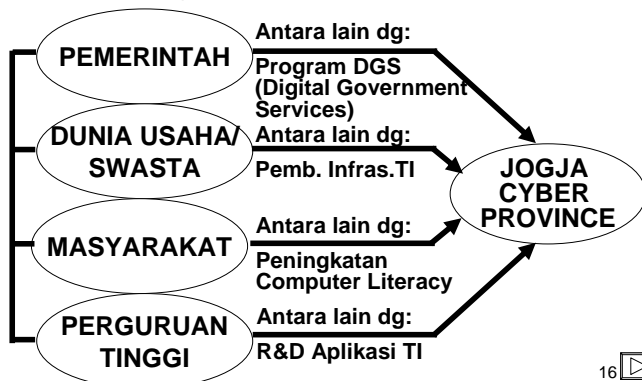 PEMERINTAH
Antara lain dg:
Program DGS
(Digital Government
Services)
DUNIA USAHA/
SWASTA
Antara lain dg:
Pemb. Infras.TI
MASYARAKAT
Antara lain dg:
Peningkatan
Computer Literacy
PERGURUAN
TINGGI
Antara lain dg:
R&D Aplikasi TI
JOGJA
CYBER
PROVINCE
16